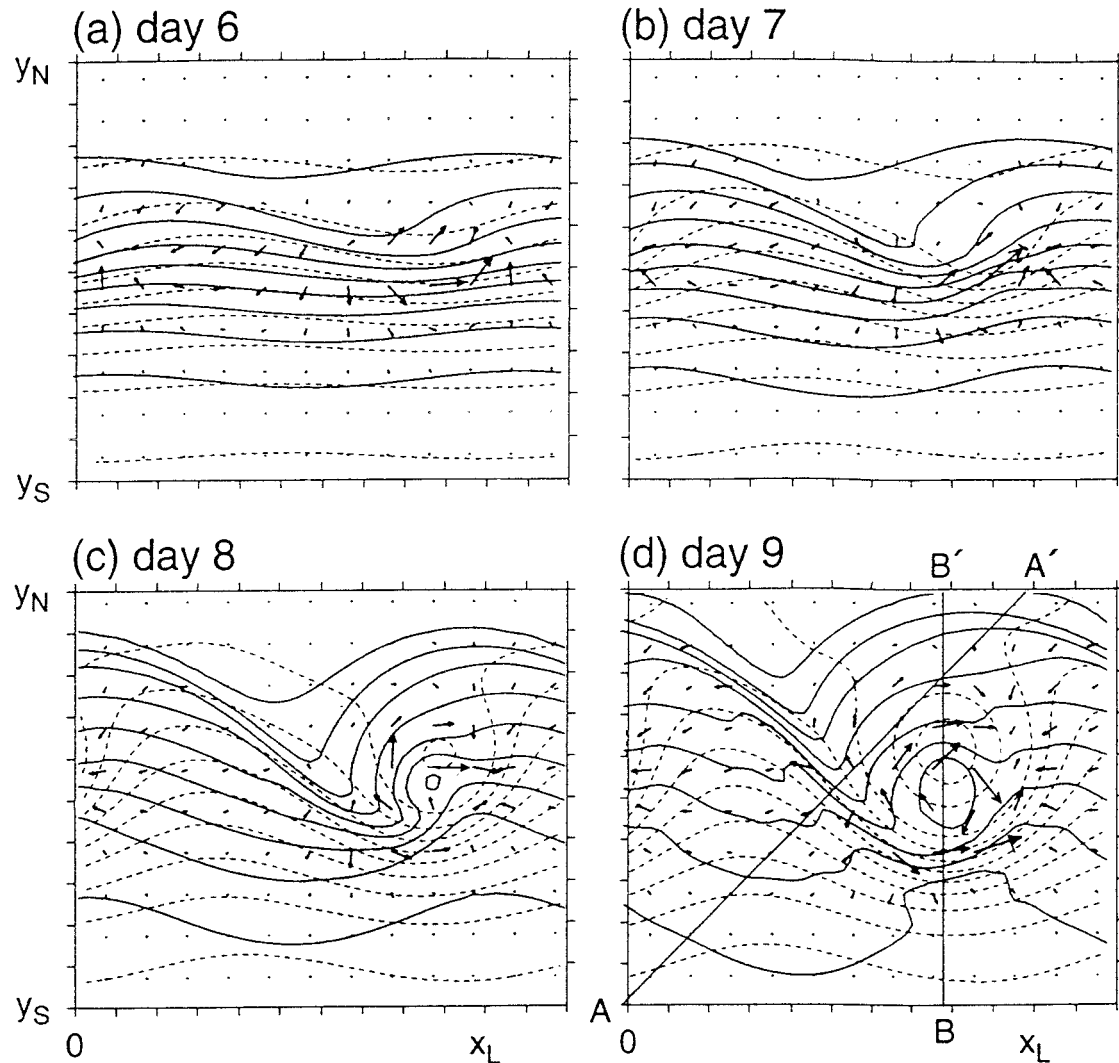 (a) day 6
(b) day 7
y_N
y_S
(c) day 8
(d) day 9
B′ A′
y_N
y_S
A
0 x_L
0 B x_L